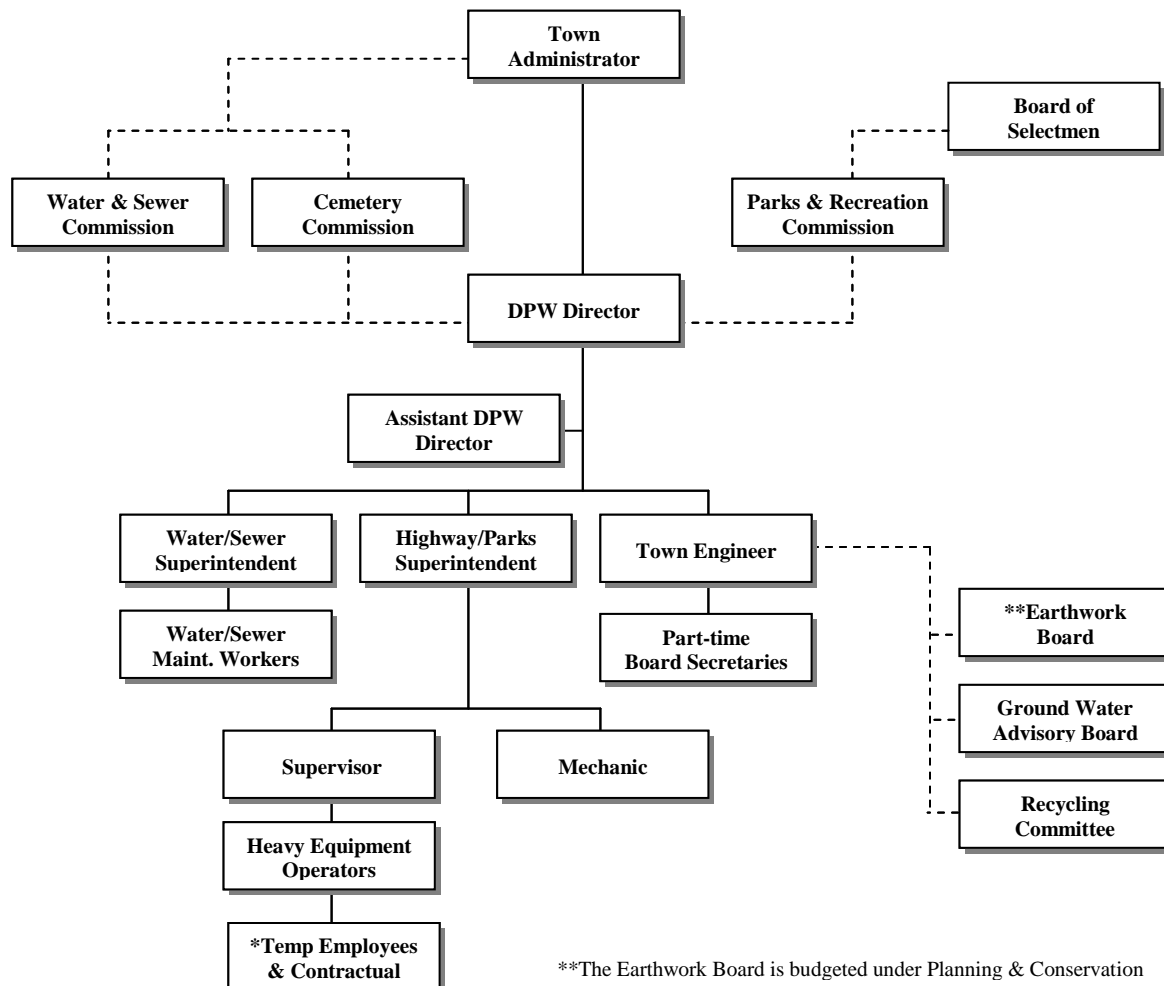 Town
Administrator
Board of
Selectmen
Water & Sewer
Commission
Cemetery
Commission
Parks & Recreation
Commission
DPW Director
Assistant DPW
Director
Water/Sewer
Superintendent
Highway/Parks
Superintendent
Town Engineer
Water/Sewer
Maint. Workers
Part-time
Board Secretaries
**Earthwork
Board
Ground Water
Advisory Board
Supervisor
Mechanic
Recycling
Committee
Heavy Equipment
Operators
*Temp Employees
& Contractual
**The Earthwork Board is budgeted under Planning & Conservation